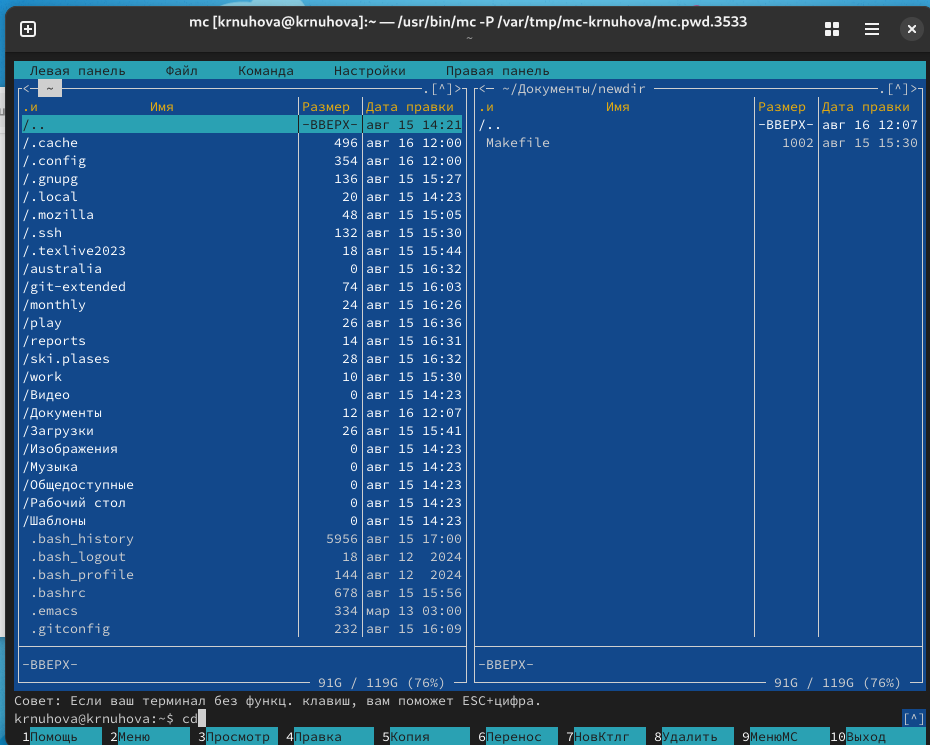 mc [krnuhova@krnuhova]:~ — /usr/bin/mc -P /var/tmp/mc-krnuhova/mc.pwd.3533
~
Левая панель Файл Команда Настройки Правая панель
<─ ~ .[^]>
.и Имя Размер Дата правки
/.. -ВВЕРХ- авг 15 14:21
/.cache 496 авг 16 12:00
/.config 354 авг 16 12:00
/.gnupg 136 авг 15 15:27
/.local 20 авг 15 14:23
/.mozilla 48 авг 15 15:05
/.ssh 132 авг 15 15:30
/.texlive2023 18 авг 15 15:44
/australia 0 авг 15 16:32
/git-extended 74 авг 15 16:03
/monthly 24 авг 15 16:26
/play 26 авг 15 16:36
/reports 14 авг 15 16:31
/ski.plases 28 авг 15 16:32
/work 10 авг 15 15:30
/Видео 0 авг 15 14:23
/Документы 12 авг 16 12:07
/Загрузки 26 авг 15 15:41
/Изображения 0 авг 15 14:23
/Музыка 0 авг 15 14:23
/Общедоступные 0 авг 15 14:23
/Рабочий стол 0 авг 15 14:23
/Шаблоны 0 авг 15 14:23
.bash_history 5956 авг 15 17:00
.bash_logout 18 авг 12 2024
.bash_profile 144 авг 12 2024
.bashrc 678 авг 15 15:56
.emacs 334 мар 13 03:00
.gitconfig 232 авг 15 16:09
-ВВЕРХ-
91G / 119G (76%)
<─ ~/Документы/newdir .[^]>
.и Имя Размер Дата правки
/.. -ВВЕРХ- авг 16 12:07
Makefile 1002 авг 15 15:30
-ВВЕРХ-
91G / 119G (76%)
Совет: Если ваш терминал без функц. клавиш, вам поможет ESC+цифра.
krnuhova@krnuhova:~$ cd [^]
1Помощь 2Меню 3Просмотр 4Правка 5Копия 6Перенос 7НовКтлг 8Удалить 9МенюМС 10Выход